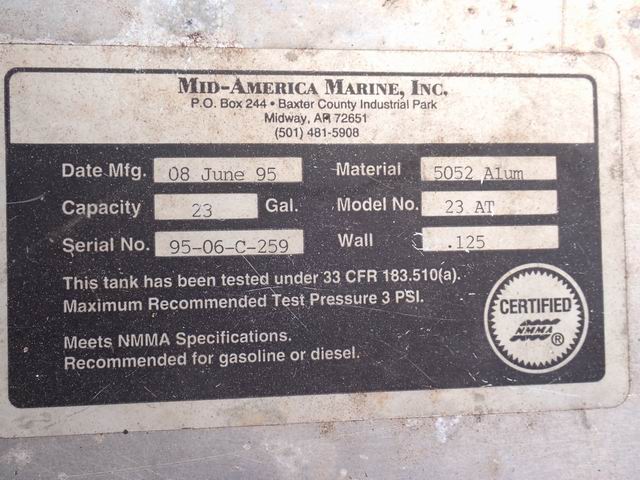 MID-AMERICA MARINE, INC.
P.O. Box 244 • Baxter County Industrial Park
Midway, AR 72651
(501) 481-5908
Date Mfg. 08 June 95 Material 5052 Alum
Capacity 23 Gal. Model No. 23 AT
Serial No. 95-06-C-259 Wall .125
This tank has been tested under 33 CFR 183.510(a).
Maximum Recommended Test Pressure 3 PSI.
Meets NMMA Specifications.
Recommended for gasoline or diesel.
CERTIFIED
NMMA
®